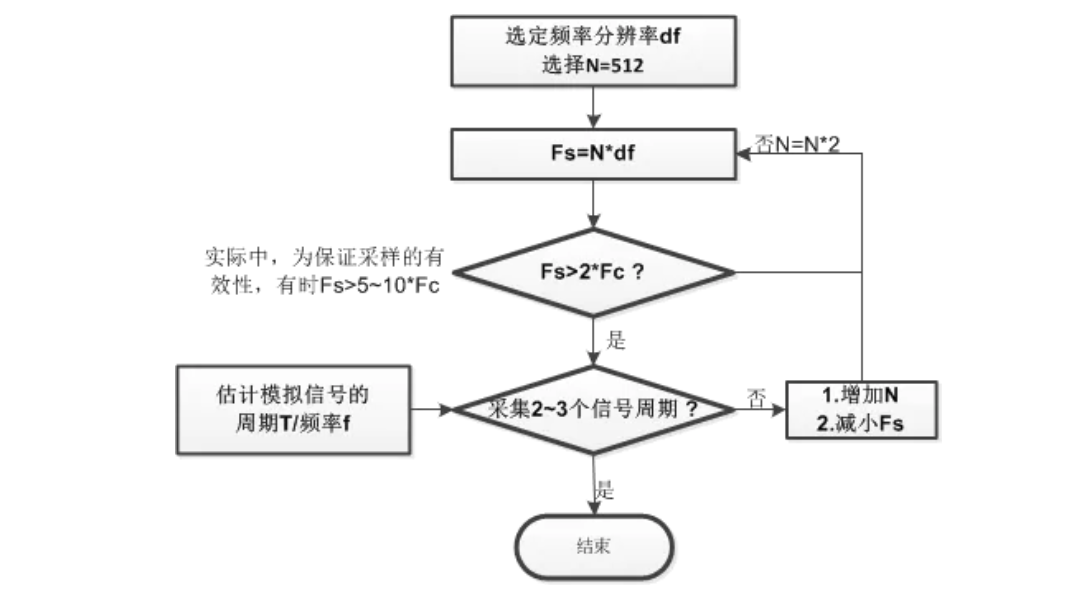 选定频率分辨率df
选择N=512
Fs=N*df
否N=N*2
实际中，为保证采样的有
效性，有时Fs>5~10*Fc
Fs>2*Fc？
是
估计模拟信号的
周期T/频率f
采集2~3个信号周期？
否
1.增加N
2.减小Fs
是
结束